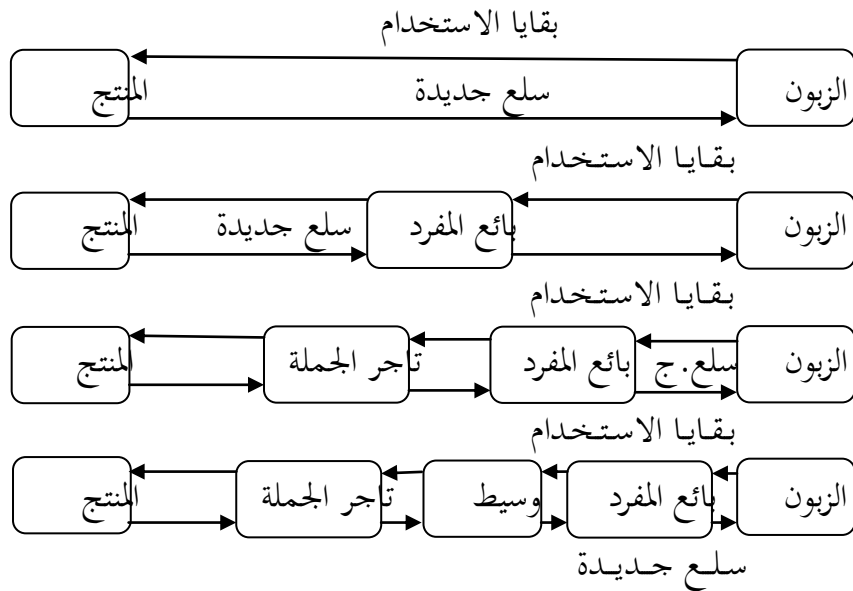 بقايا الاستخدام
الزبون المنتج
سلع جديدة
بقايا الاستخدام
الزبون بائع المفرد سلع جديدة المنتج
بقايا الاستخدام
الزبون سلع.ج بائع المفرد تاجر الجملة المنتج
بقايا الاستخدام
الزبون بائع المفرد وسيط تاجر الجملة المنتج
سلع جديدة